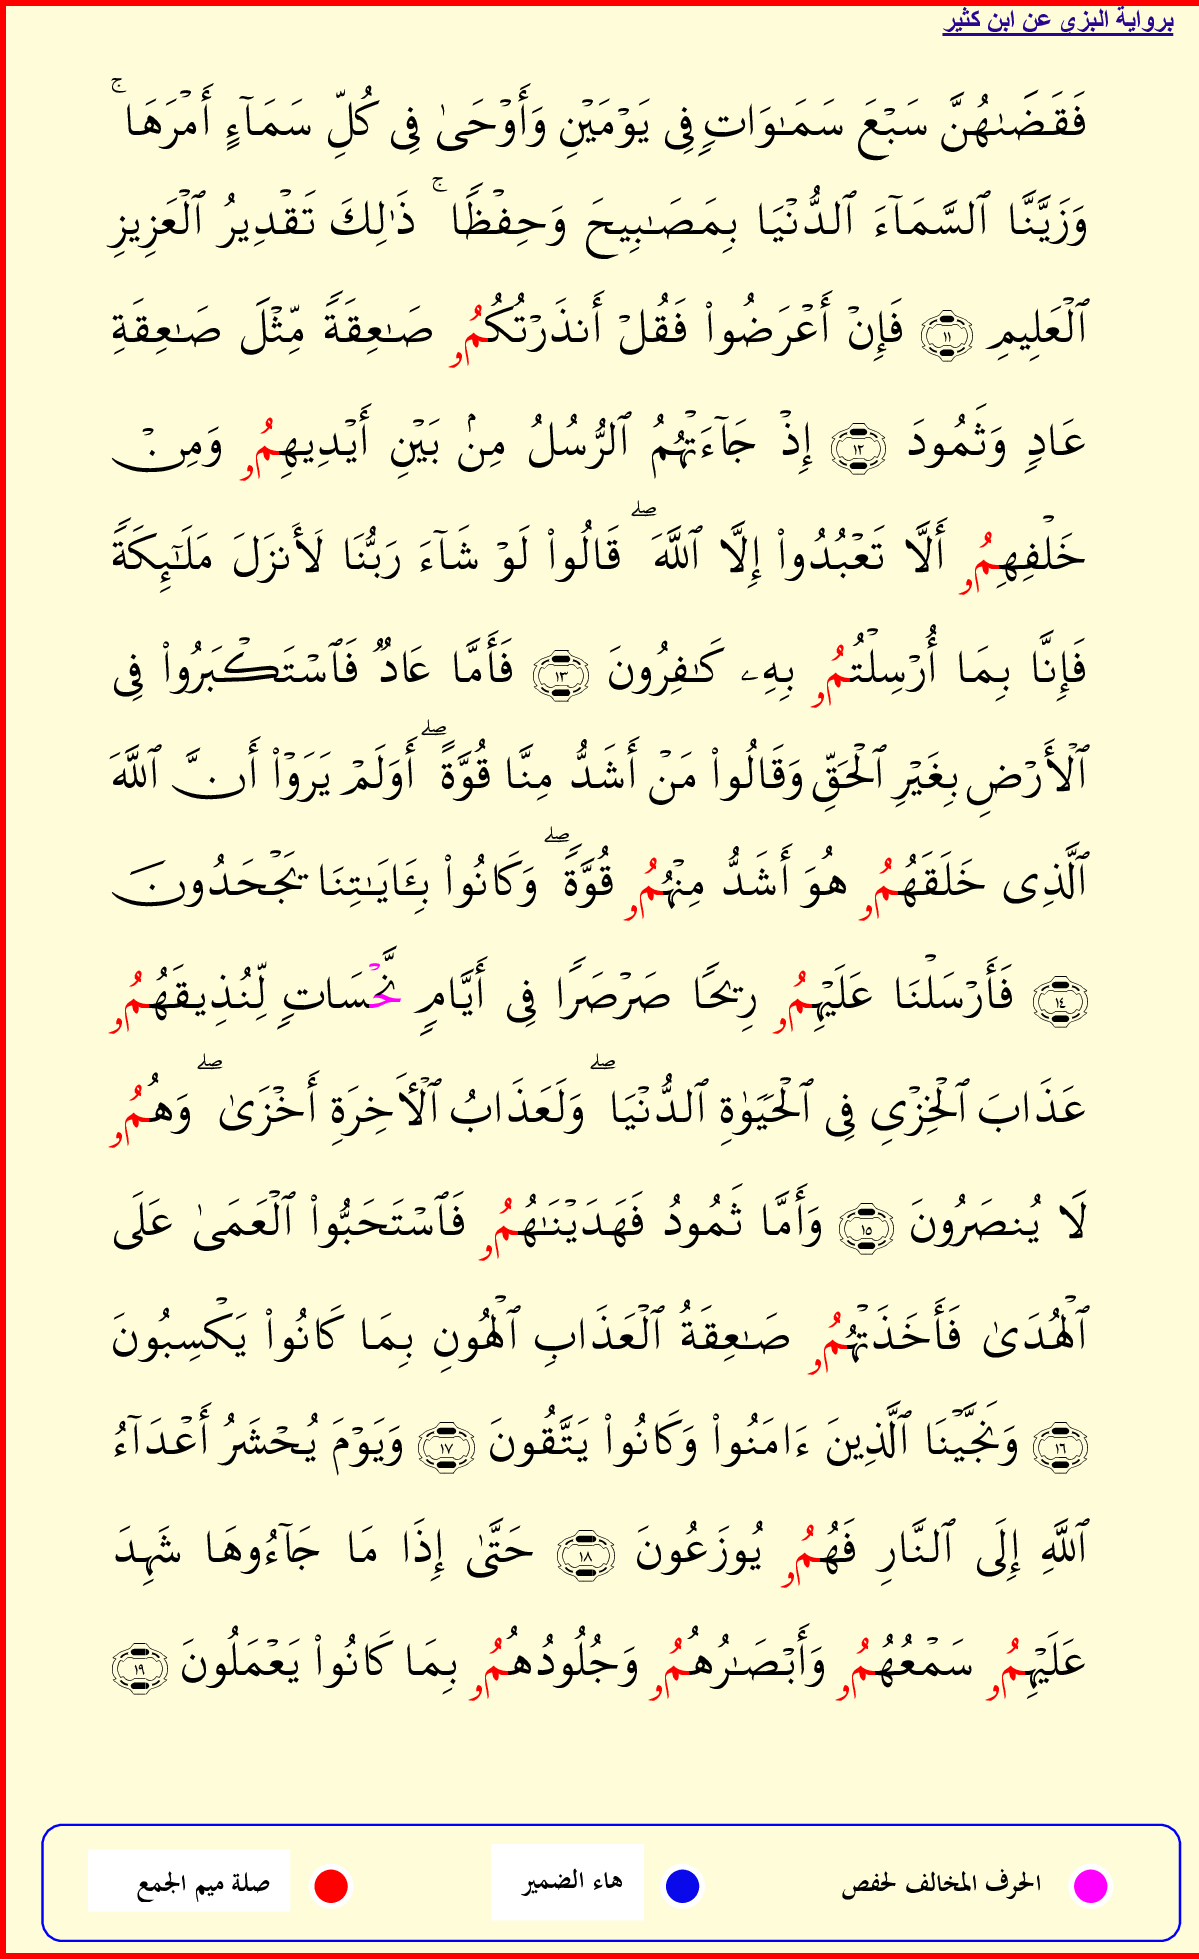 برواية البزى عن ابن كثير
فَقَضَىٰهُنَّ سَبْعَ سَمَـٰوَاتٍ فِى يَوْمَيْنِ وَأَوْحَىٰ فِى كُلِّ سَمَآءٍ أَمْرَهَا ۚ
وَزَيَّنَّا ٱلسَّمَآءَ ٱلدُّنْيَا بِمَصَـٰبِيحَ وَحِفْظًا ۚ ذَٰلِكَ تَقْدِيرُ ٱلْعَزِيزِ
ٱلْعَلِيمِ ١١ فَإِنْ أَعْرَضُوا۟ فَقُلْ أَنذَرْتُكُمُۥ صَـٰعِقَةً مِّثْلَ صَـٰعِقَةِ
عَادٍ وَثَمُودَ ١٢ إِذْ جَآءَتْهُمُ ٱلرُّسُلُ مِنۢ بَيْنِ أَيْدِيهِمُۥ وَمِنْ
خَلْفِهِمُۥ أَلَّا تَعْبُدُوا۟ إِلَّا ٱللَّهَ ۖ قَالُوا۟ لَوْ شَآءَ رَبُّنَا لَأَنزَلَ مَلَـٰٓئِكَةً
فَإِنَّا بِمَا أُرْسِلْتُمُۥ بِهِۦ كَـٰفِرُونَ ١٣ فَأَمَّا عَادٌ فَٱسْتَكْبَرُوا۟ فِى
ٱلْأَرْضِ بِغَيْرِ ٱلْحَقِّ وَقَالُوا۟ مَنْ أَشَدُّ مِنَّا قُوَّةً ۖ أَوَلَمْ يَرَوْا۟ أَنَّ ٱللَّهَ
ٱلَّذِى خَلَقَهُمُۥ هُوَ أَشَدُّ مِنْهُمُۥ قُوَّةً ۖ وَكَانُوا۟ بِـَٔايَـٰتِنَا يَجْحَدُونَ
١٤ فَأَرْسَلْنَا عَلَيْهِمُۥ رِيحًا صَرْصَرًا فِى أَيَّامٍ نَّحْسَاتٍ لِّنُذِيقَهُمُۥ
عَذَابَ ٱلْخِزْىِ فِى ٱلْحَيَوٰةِ ٱلدُّنْيَا ۖ وَلَعَذَابُ ٱلْـَٔاخِرَةِ أَخْزَىٰ ۖ وَهُمُۥ
لَا يُنصَرُونَ ١٥ وَأَمَّا ثَمُودُ فَهَدَيْنَـٰهُمُۥ فَٱسْتَحَبُّوا۟ ٱلْعَمَىٰ عَلَى
ٱلْهُدَىٰ فَأَخَذَتْهُمُۥ صَـٰعِقَةُ ٱلْعَذَابِ ٱلْهُونِ بِمَا كَانُوا۟ يَكْسِبُونَ
١٦ وَنَجَّيْنَا ٱلَّذِينَ ءَامَنُوا۟ وَكَانُوا۟ يَتَّقُونَ ١٧ وَيَوْمَ يُحْشَرُ أَعْدَآءُ
ٱللَّهِ إِلَى ٱلنَّارِ فَهُمُۥ يُوزَعُونَ ١٨ حَتَّىٰ إِذَا مَا جَآءُوهَا شَهِدَ
عَلَيْهِمُۥ سَمْعُهُمُۥ وَأَبْصَـٰرُهُمُۥ وَجُلُودُهُمُۥ بِمَا كَانُوا۟ يَعْمَلُونَ ١٩
الحرف المخالف لحفص هاء الضمير صلة ميم الجمع